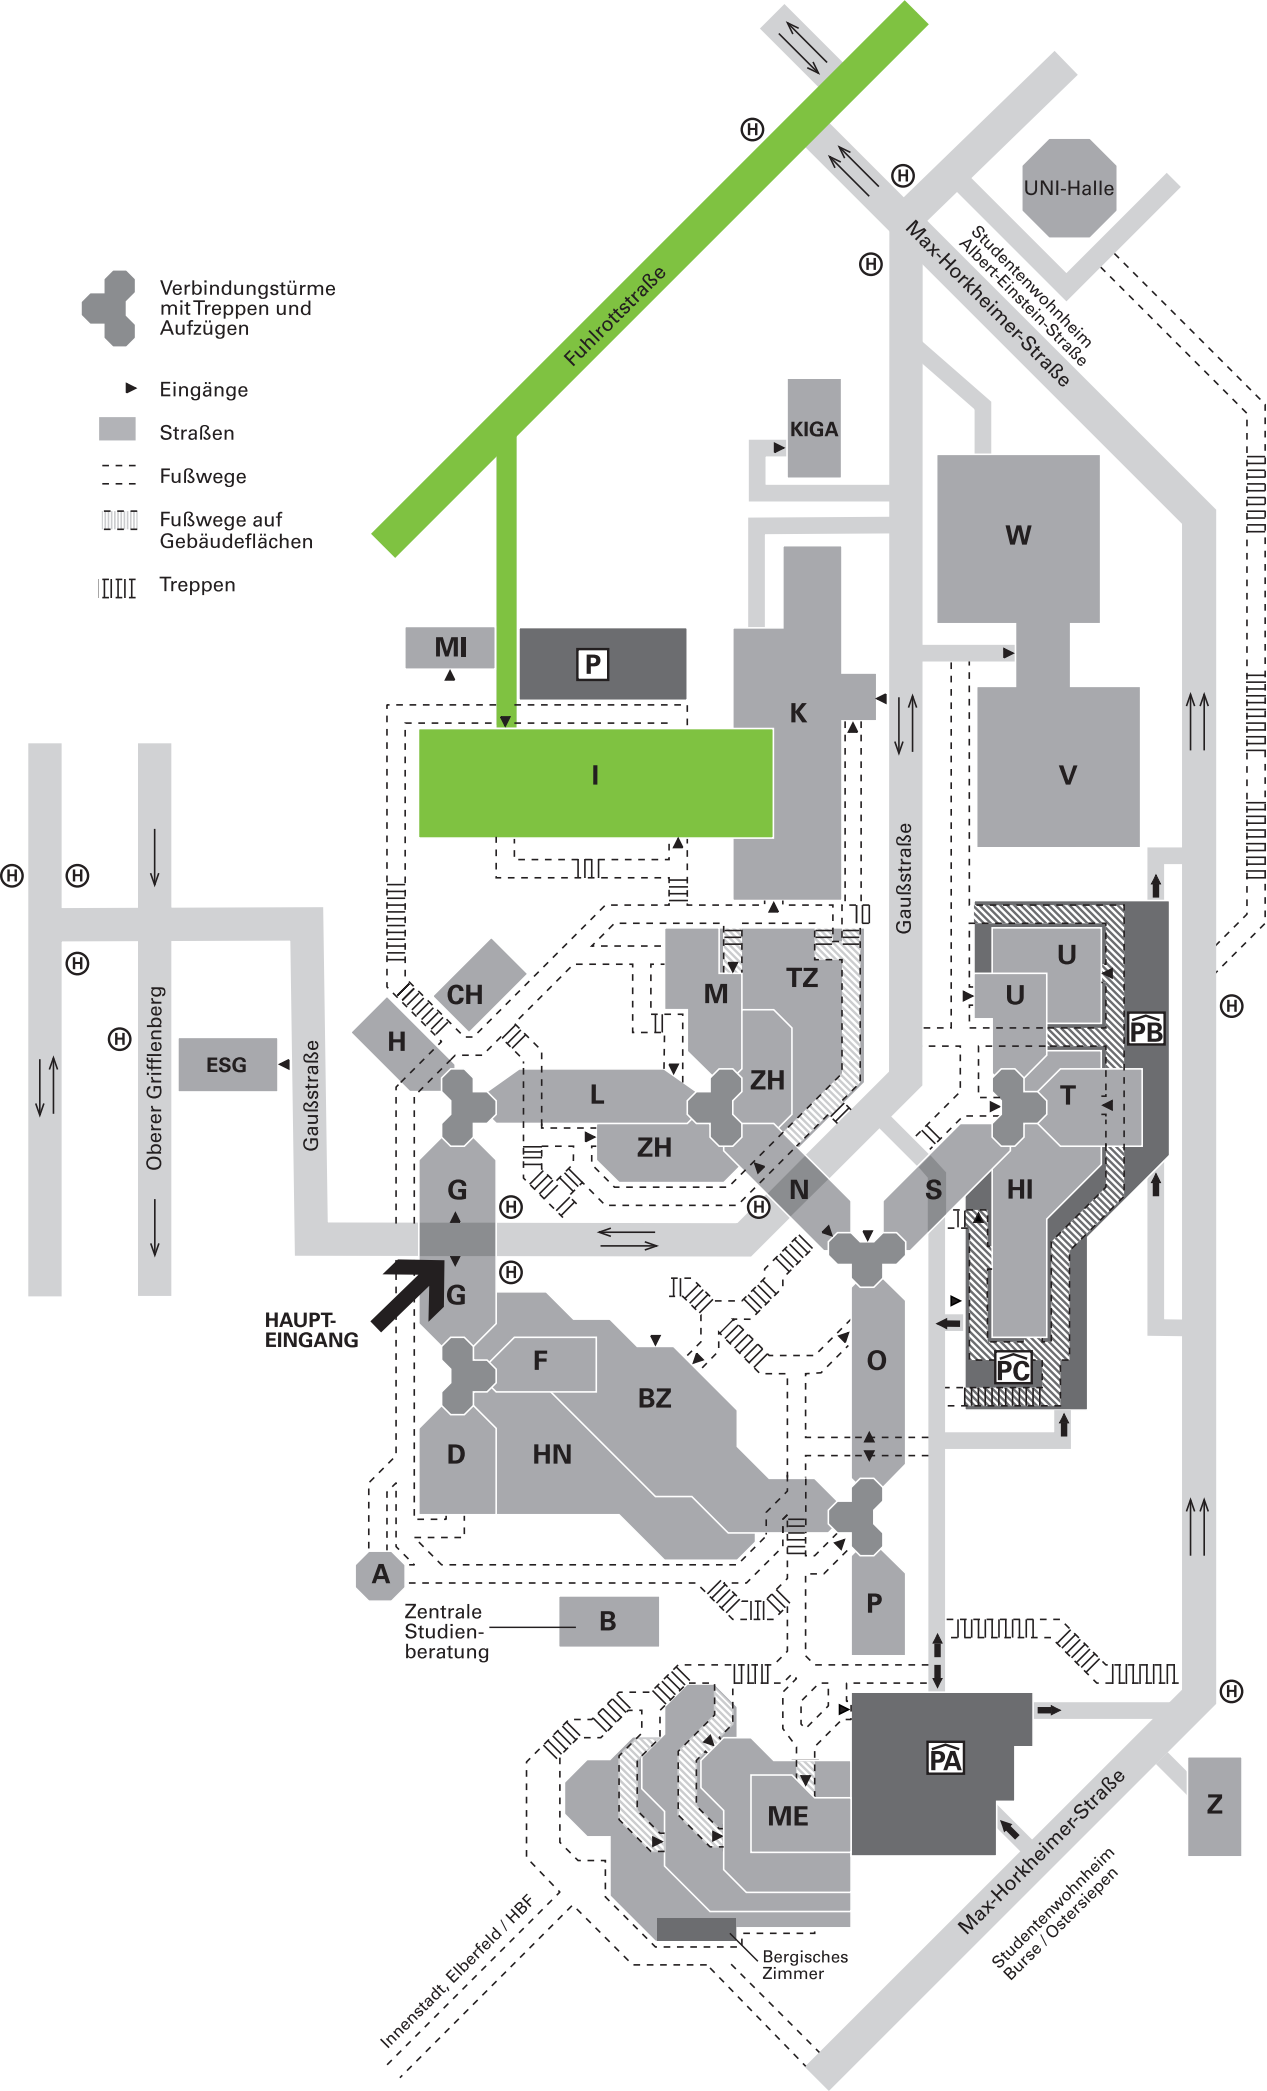 H
H
UNI-Halle
H
Max-Horkheimer-Straße
Studentenwohnheim
Albert-Einstein-Straße
Fuhlrottstraße
Verbindungstürme
mit Treppen und
Aufzügen
Eingänge
Straßen
Fußwege
Fußwege auf
Gebäudeflächen
Treppen
KIGA
W
MI
P
K
I
V
Gaußstraße
H
H
H
U
U
M
TZ
CH
H
H
PB
H
Oberer Grifflenberg
ESG
Gaußstraße
L
ZH
T
ZH
G
N
S
HI
H
H
H
G
HAUPT-
EINGANG
F
O
PC
BZ
D
HN
A
Zentrale
Studien-
beratung
B
P
H
PA
Z
ME
Max-Horkheimer-Straße
Studentenwohnheim
Burse / Ostersiepen
Innenstadt, Elberfeld / HBF
Bergisches
Zimmer